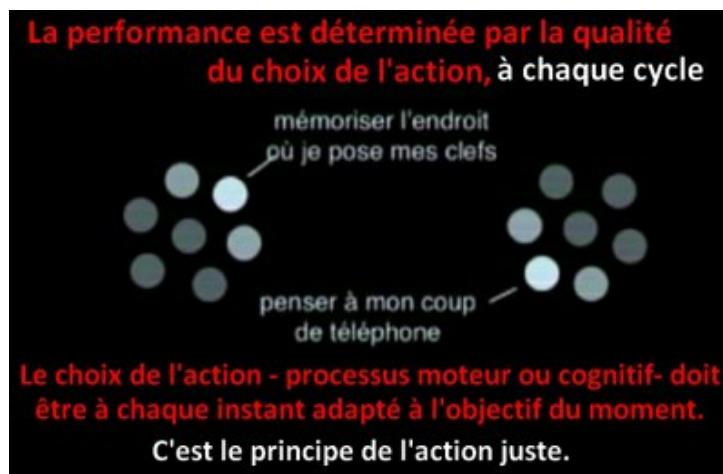 La performance est déterminée par la qualité
du choix de l'action, à chaque cycle
mémoriser l'endroit
où je pose mes clefs
penser à mon coup
de téléphone
Le choix de l'action - processus moteur ou cognitif- doit
être à chaque instant adapté à l'objectif du moment.
C'est le principe de l'action juste.